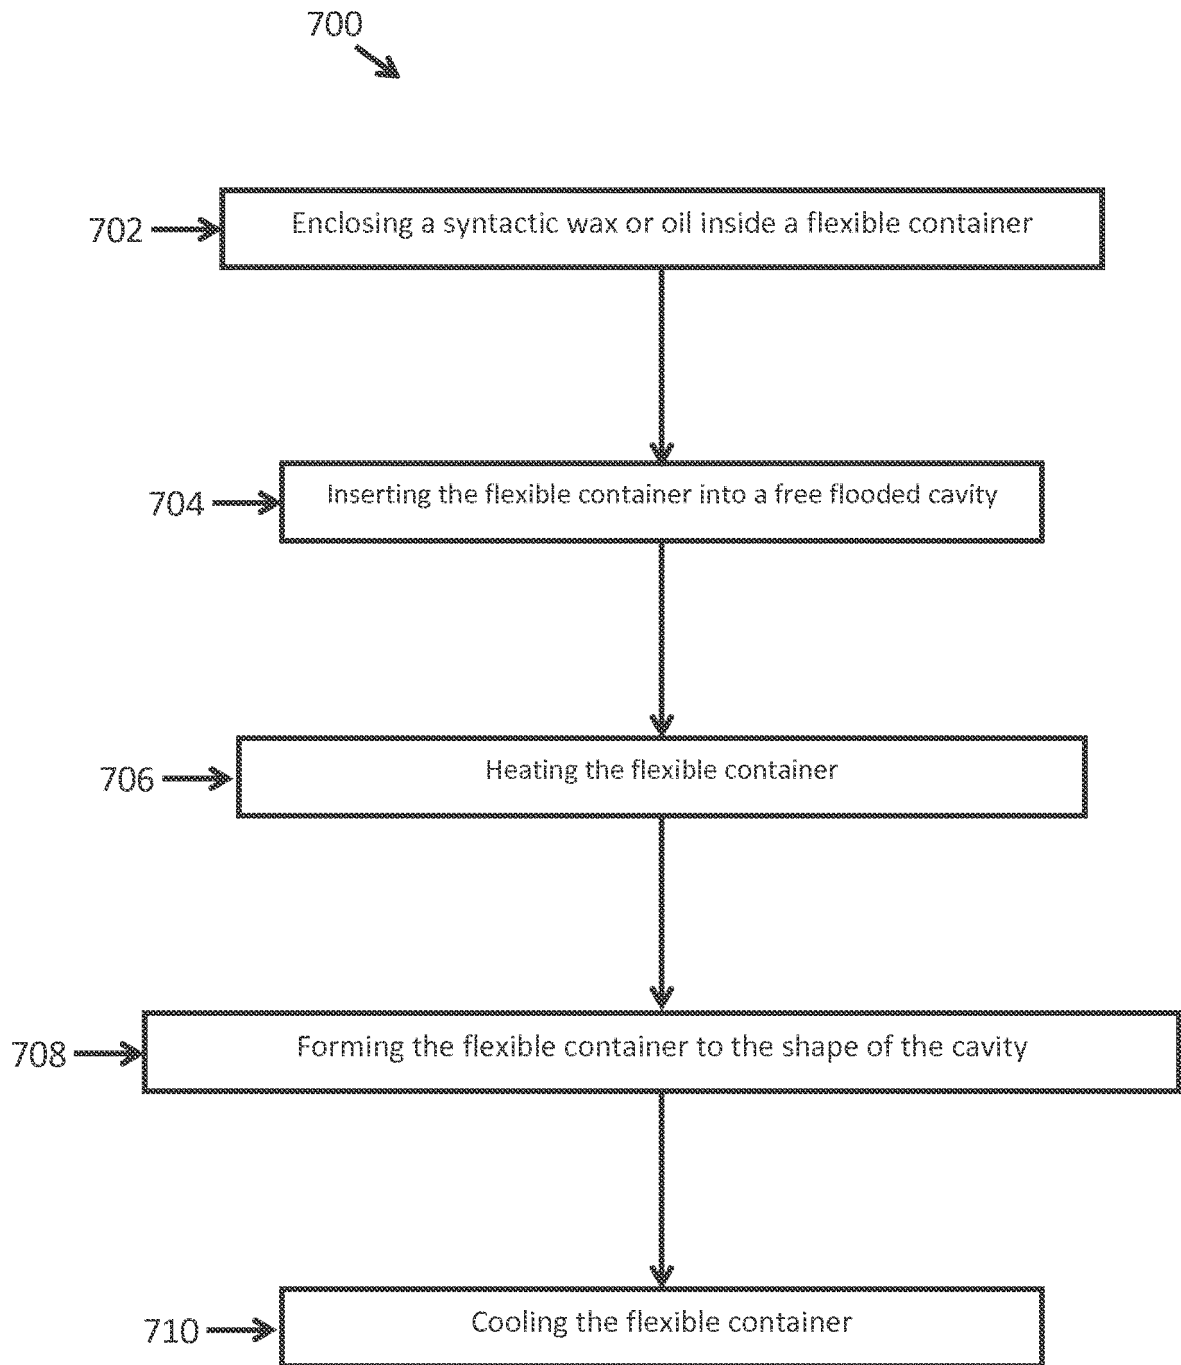 700
702
Enclosing a syntactic wax or oil inside a flexible container
704
Inserting the flexible container into a free flooded cavity
706
Heating the flexible container
708
Forming the flexible container to the shape of the cavity
710
Cooling the flexible container